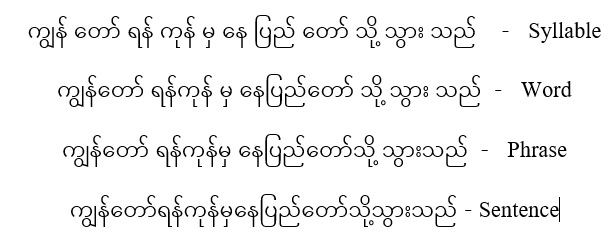 ကျွန် တော် ရန် ကုန် မှ နေ ပြည် တော် သို့ သွား သည် - Syllable
ကျွန်တော် ရန်ကုန် မှ နေပြည်တော် သို့ သွား သည် - Word
ကျွန်တော် ရန်ကုန်မှ နေပြည်တော်သို့ သွားသည် - Phrase
ကျွန်တော်ရန်ကုန်မှနေပြည်တော်သို့သွားသည် - Sentence